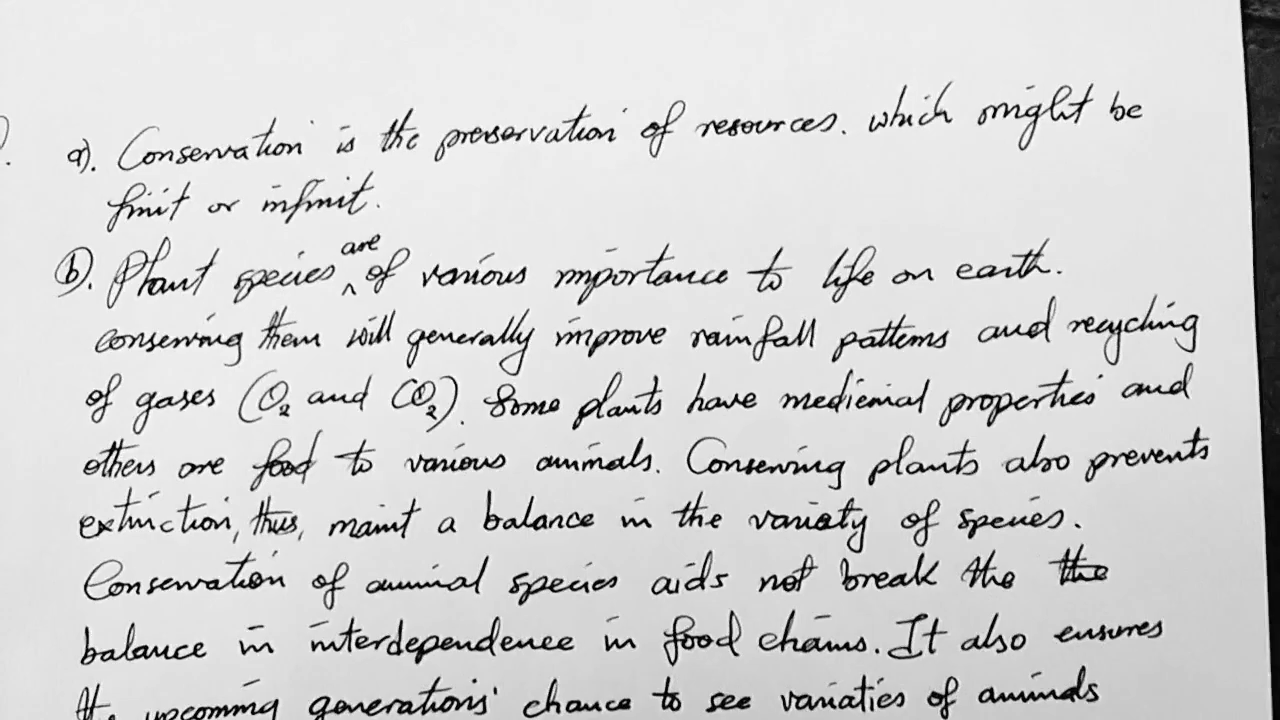 a). Conservation is the preservation of resources. which might be
finit or infinit.
b). Plant species are of various importance to life on earth.
conserving them will generally improve rainfall patterns and recycling
of gases (O₂ and CO₂). Some plants have medicinal properties and
others are food to various animals. Conserving plants also prevents
extinction, thus, maint a balance in the variaty of species.
Conservation of animal species aids not break the the
balance in interdependence in food chains. It also ensures
the upcoming generations' chance to see variaties of animals